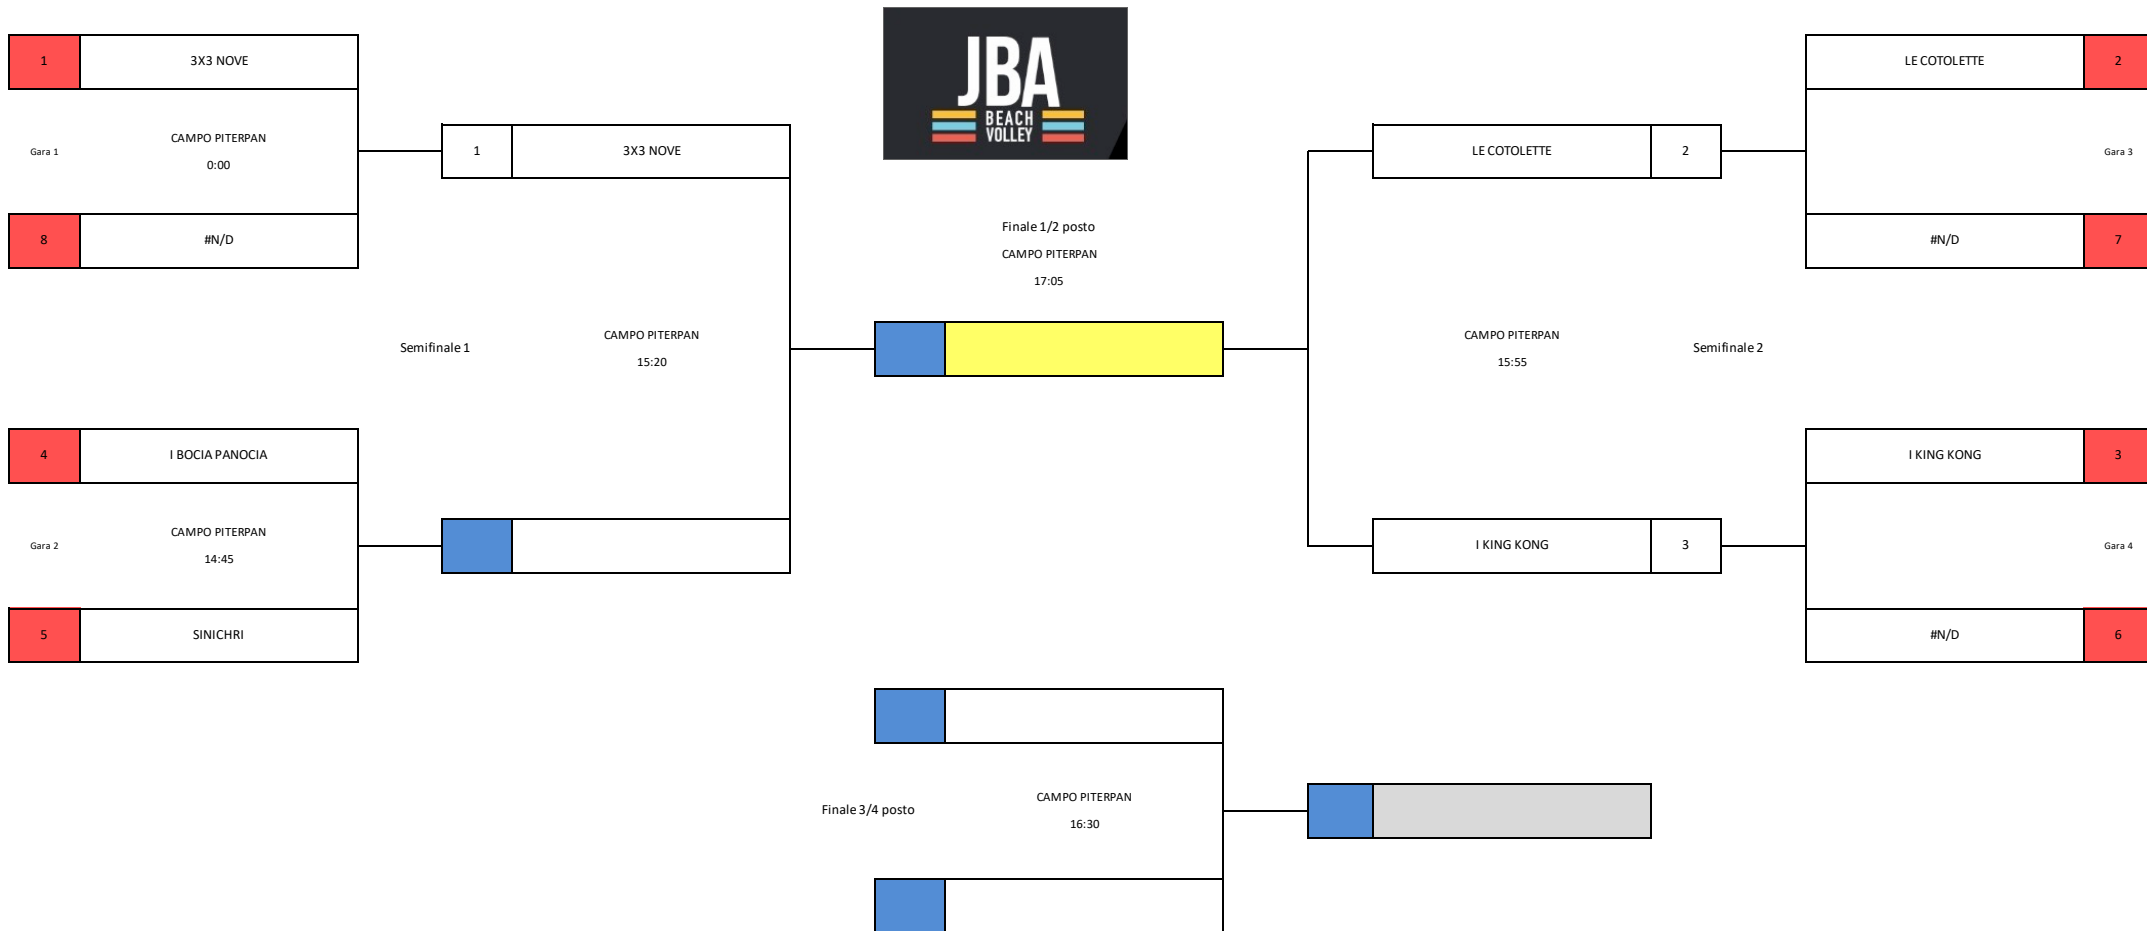 JBA
BEACH
VOLLEY
1
3X3 NOVE
Gara 1
CAMPO PITERPAN
0:00
8
#N/D
1
3X3 NOVE
Semifinale 1
CAMPO PITERPAN
15:20
4
I BOCIA PANOCIA
Gara 2
CAMPO PITERPAN
14:45
5
SINICHRI
Finale 1/2 posto
CAMPO PITERPAN
17:05
LE COTOLETTE
2
CAMPO PITERPAN
15:55
Semifinale 2
I KING KONG
3
LE COTOLETTE
2
Gara 3
#N/D
7
I KING KONG
3
Gara 4
#N/D
6
Finale 3/4 posto
CAMPO PITERPAN
16:30